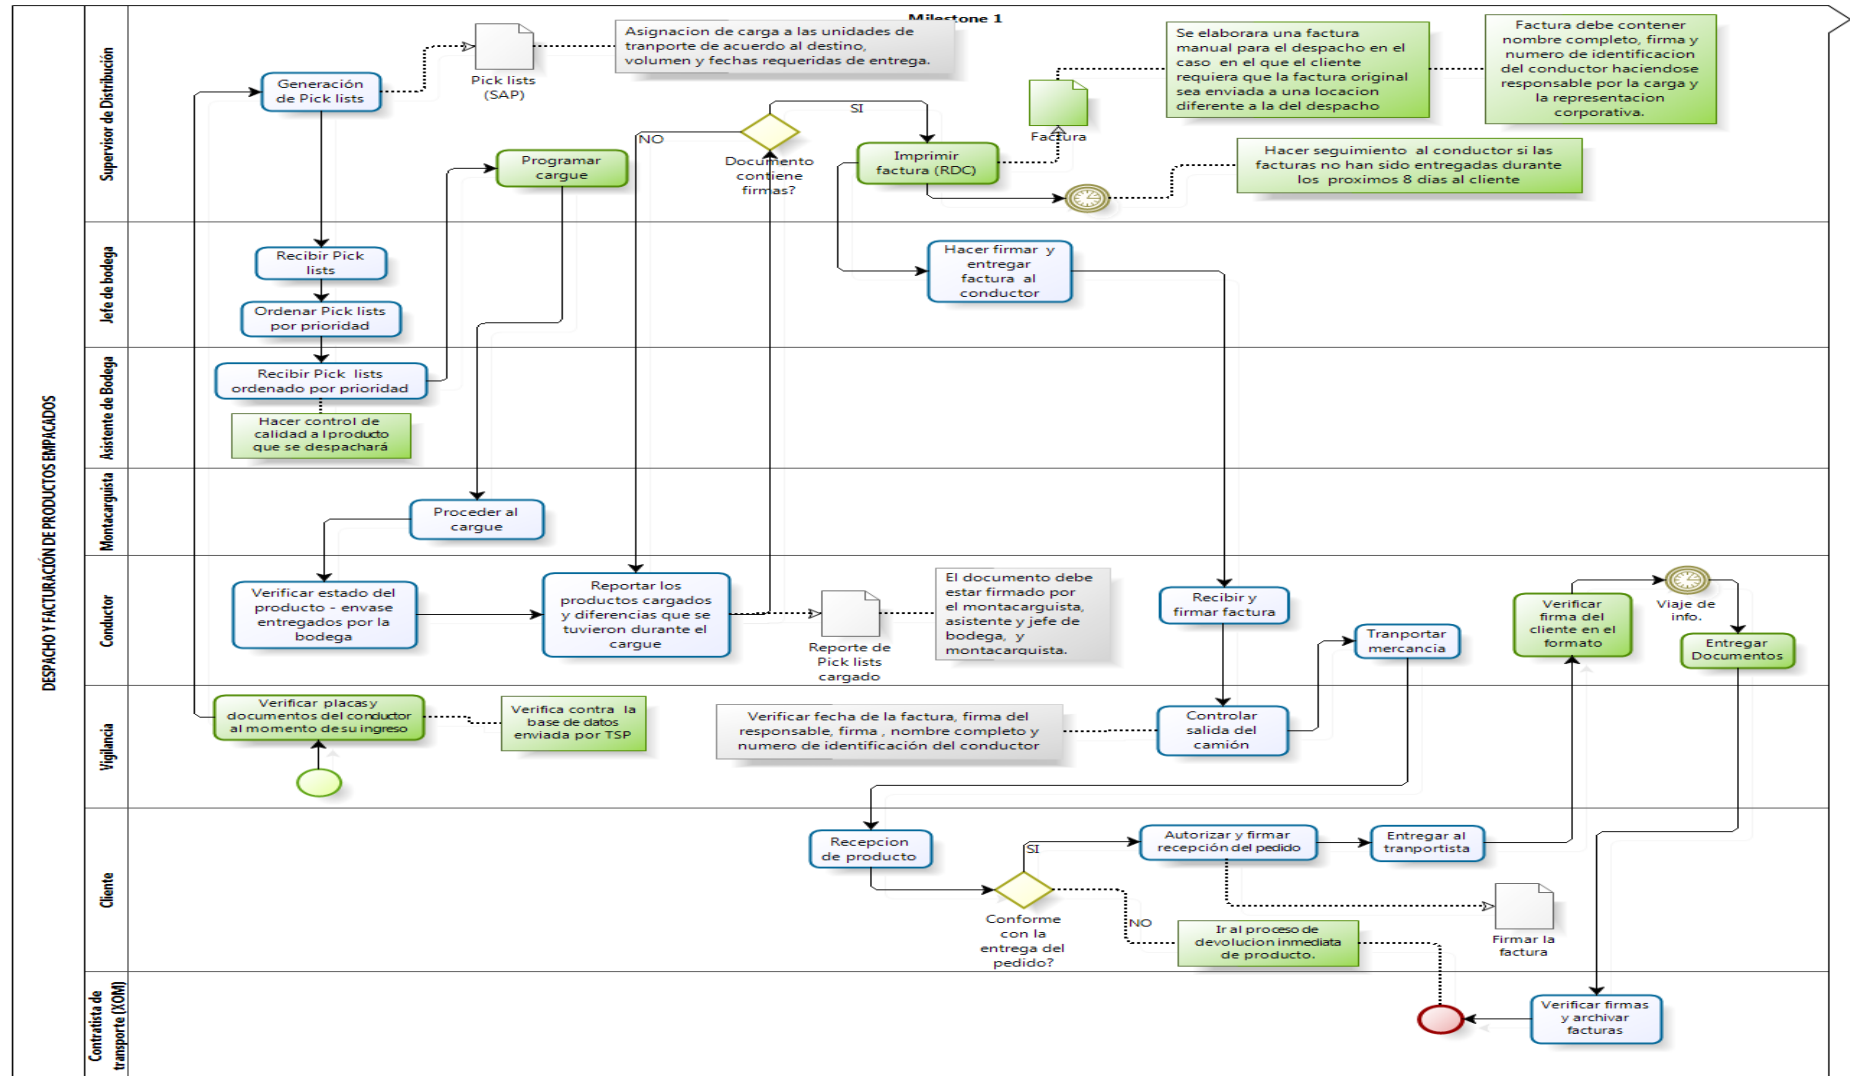 Milestone 1
DESPACHO Y FACTURACIÓN DE PRODUCTOS EMPACADOS
Supervisor de Distribución
Generación
de Pick lists
Pick lists
(SAP)
Asignacion de carga a las unidades de
tranporte de acuerdo al destino,
volumen y fechas requeridas de entrega.
Programar
cargue
NO
SI
Documento
contiene
firmas?
Imprimir
factura (RDC)
Factura
Se elaborara una factura
manual para el despacho en el
caso en el que el cliente
requiera que la factura original
sea enviada a una locacion
diferente a la del despacho
Factura debe contener
nombre completo, firma y
numero de identificacion
del conductor haciendose
responsable por la carga y
la representacion
corporativa.
Hacer seguimiento al conductor si las
facturas no han sido entregadas durante
los proximos 8 dias al cliente
Jefe de bodega
Recibir Pick
lists
Ordenar Pick lists
por prioridad
Hacer firmar y
entregar
factura al
conductor
Asistente de Bodega
Recibir Pick lists
ordenado por prioridad
Hacer control de
calidad a lproducto
que se despachará
Montacarguista
Proceder al
cargue
Conductor
Verificar estado del
producto - envase
entregados por la
bodega
Reportar los
productos cargados
y diferencias que se
tuvieron durante el
cargue
Reporte de
Pick lists
cargado
El documento debe
estar firmado por
el montacarguista,
asistente y jefe de
bodega, y
montacarguista.
Recibir y
firmar factura
Tranportar
mercancia
Verificar
firma del
cliente en el
formato
Viaje de
info.
Entregar
Documentos
Vigilancia
Verificar placas y
documentos del conductor
al momento de su ingreso
Verifica contra la
base de datos
enviada por TSP
Verificar fecha de la factura, firma del
responsable, firma , nombre completo y
numero de identificación del conductor
Controlar
salida del
camión
Cliente
Recepcion
de producto
SI
NO
Conforme
con la
entrega del
pedido?
Autorizar y firmar
recepción del pedido
Entregar al
tranportista
Ir al proceso de
devolucion inmediata
de producto.
Firmar la
factura
Contratista de
transporte (XOM)
Verificar firmas
y archivar
facturas